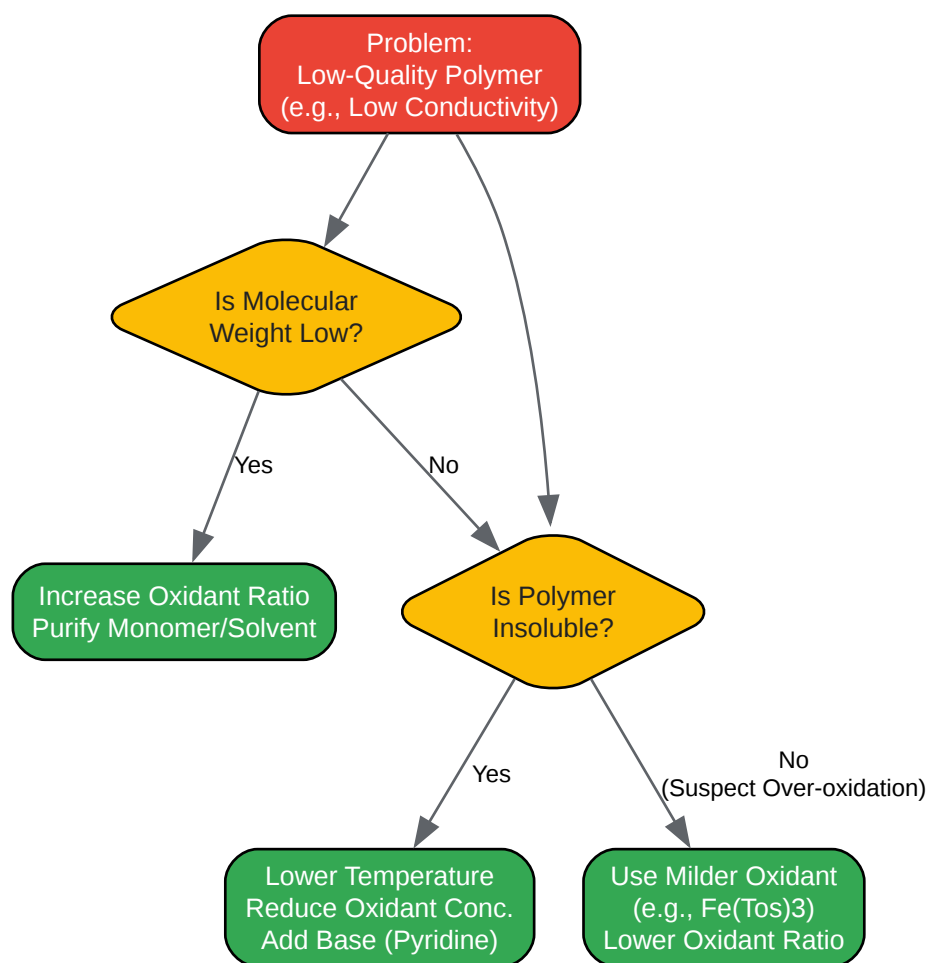 Problem:
Low-Quality Polymer
(e.g., Low Conductivity)
Is Molecular
Weight Low?
Yes
No
Increase Oxidant Ratio
Purify Monomer/Solvent
Is Polymer
Insoluble?
Yes
No
(Suspect Over-oxidation)
Lower Temperature
Reduce Oxidant Conc.
Add Base (Pyridine)
Use Milder Oxidant
(e.g., Fe(Tos)3)
Lower Oxidant Ratio